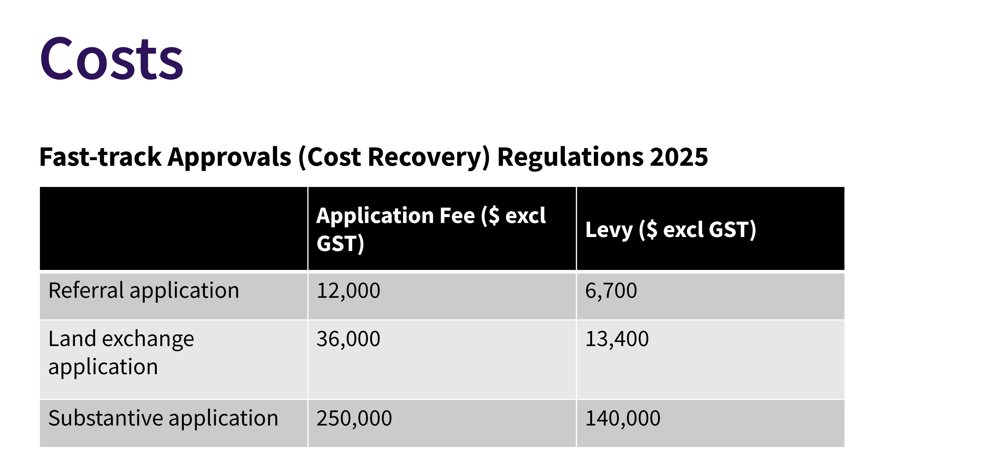 Costs
Fast-track Approvals (Cost Recovery) Regulations 2025
Application Fee ($ excl
GST)
Levy ($ excl GST)
Referral application
12,000
6,700
Land exchange
application
36,000
13,400
Substantive application
250,000
140,000